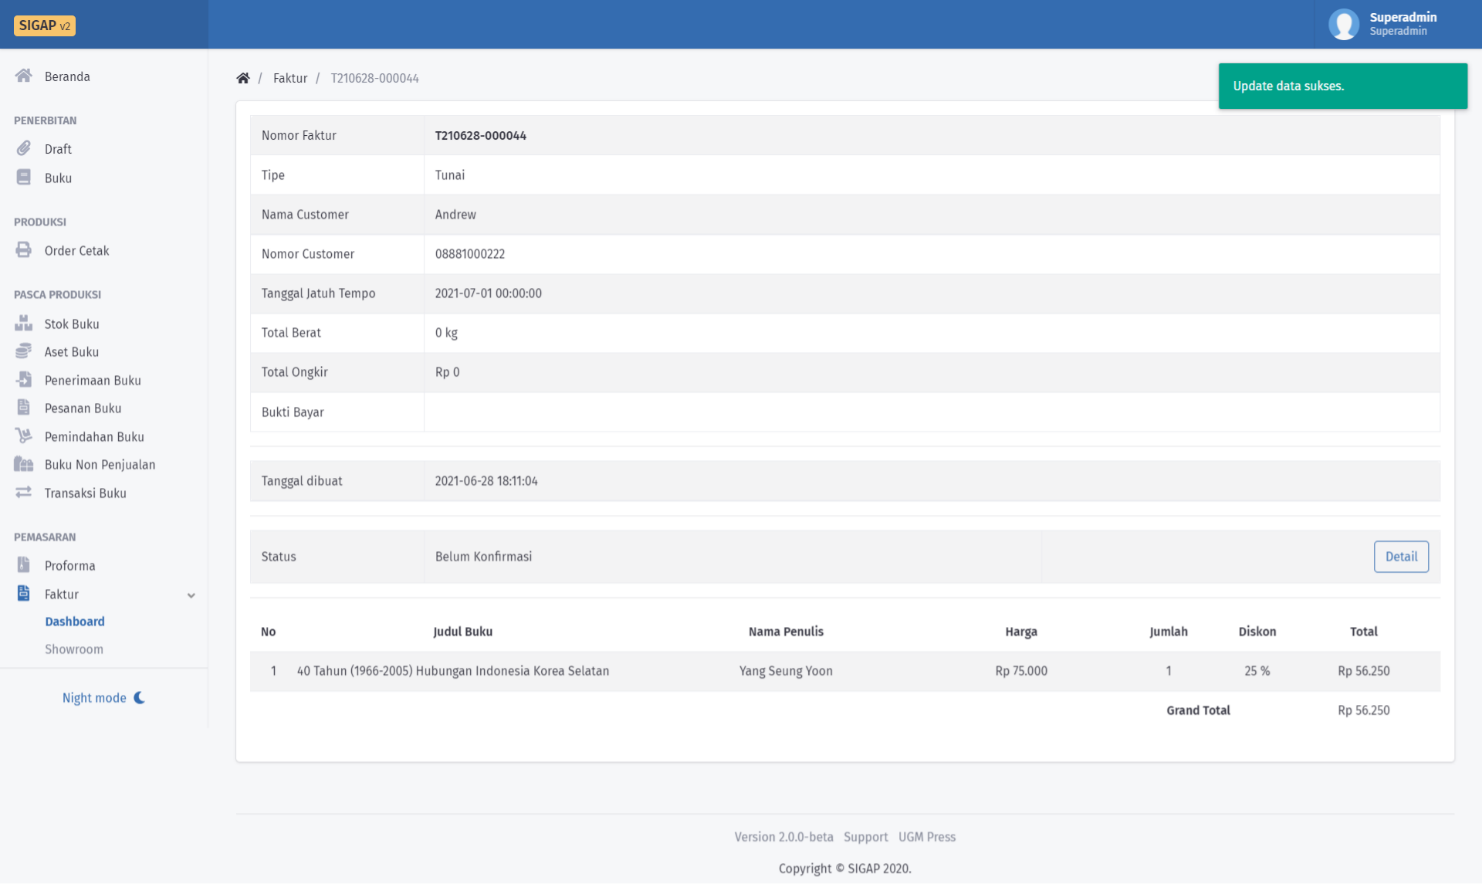 SIGAP v2
Superadmin
Superadmin
Beranda
PENERBITAN
Draft
Buku
PRODUKSI
Order Cetak
PASCA PRODUKSI
Stok Buku
Aset Buku
Penerimaan Buku
Pesanan Buku
Pemindahan Buku
Buku Non Penjualan
Transaksi Buku
PEMASARAN
Proforma
Faktur
Dashboard
Showroom
Night mode
/ Faktur / T210628-000044
Update data sukses.
Nomor Faktur T210628-000044
Tipe Tunai
Nama Customer Andrew
Nomor Customer 08881000222
Tanggal Jatuh Tempo 2021-07-01 00:00:00
Total Berat 0 kg
Total Ongkir Rp 0
Bukti Bayar
Tanggal dibuat 2021-06-28 18:11:04
Status Belum Konfirmasi Detail
No Judul Buku Nama Penulis Harga Jumlah Diskon Total
1 40 Tahun (1966-2005) Hubungan Indonesia Korea Selatan Yang Seung Yoon Rp 75.000 1 25 % Rp 56.250
Grand Total Rp 56.250
Version 2.0.0-beta Support UGM Press
Copyright © SIGAP 2020.